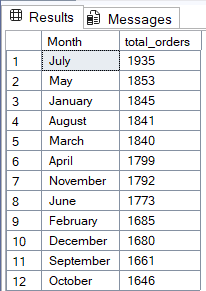 Results Messages
Month total_orders
1 July 1935
2 May 1853
3 January 1845
4 August 1841
5 March 1840
6 April 1799
7 November 1792
8 June 1773
9 February 1685
10 December 1680
11 September 1661
12 October 1646